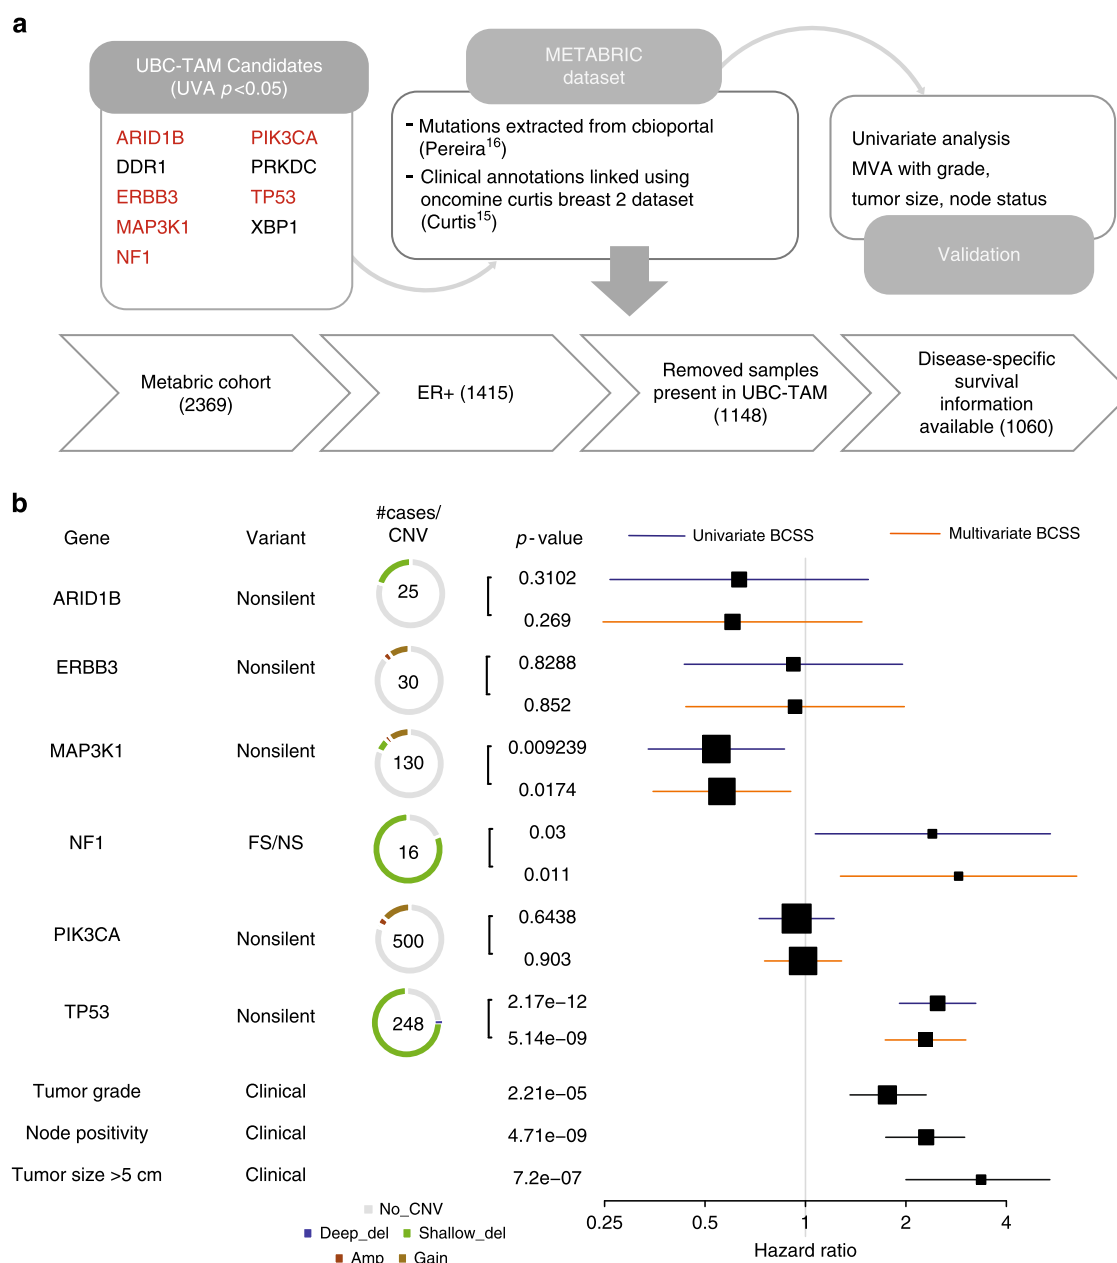 a
UBC-TAM Candidates
(UVA p<0.05)
ARID1B
DDR1
ERBB3
MAP3K1
NF1
PIK3CA
PRKDC
TP53
XBP1
METABRIC
dataset
- Mutations extracted from cbioportal
(Pereira16)
- Clinical annotations linked using
oncomine curtis breast 2 dataset
(Curtis15)
Univariate analysis
MVA with grade,
tumor size, node status
Validation
Metabric cohort
(2369)
ER+ (1415)
Removed samples
present in UBC-TAM
(1148)
Disease-specific
survival
information
available (1060)
b
Gene
Variant
#cases/
CNV
p-value
Univariate BCSS
Multivariate BCSS
ARID1B
Nonsilent
25
0.3102
0.269
ERBB3
Nonsilent
30
0.8288
0.852
MAP3K1
Nonsilent
130
0.009239
0.0174
NF1
FS/NS
16
0.03
0.011
PIK3CA
Nonsilent
500
0.6438
0.903
TP53
Nonsilent
248
2.17e−12
5.14e−09
Tumor grade
Clinical
2.21e−05
Node positivity
Clinical
4.71e−09
Tumor size >5 cm
Clinical
7.2e−07
No_CNV
Deep_del
Shallow_del
Amp
Gain
0.25
0.5
1
2
4
Hazard ratio